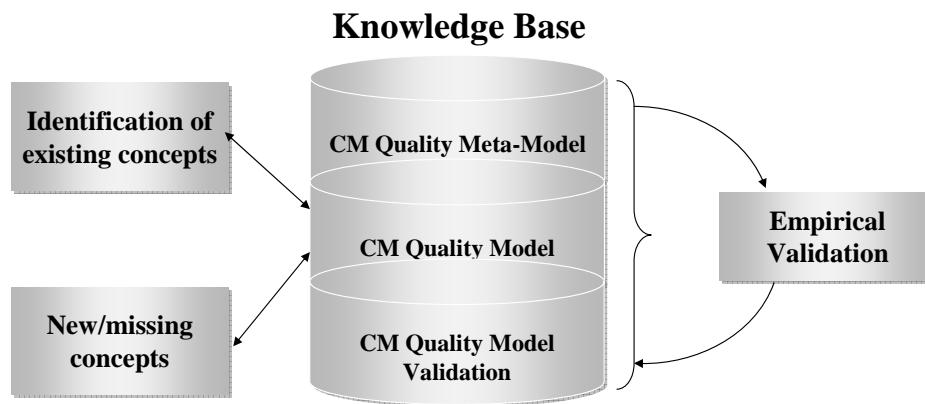 Knowledge Base
Identification of
existing concepts
New/missing
concepts
CM Quality Meta-Model
CM Quality Model
CM Quality Model
Validation
Empirical
Validation